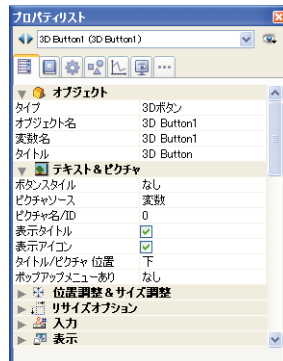 プロパティリスト
3D Button1 (3D Button1)
オブジェクト
タイプ 3Dボタン
オブジェクト名 3D Button1
変数名 3D Button1
タイトル 3D Button
テキスト&ピクチャ
ボタンスタイル なし
ピクチャソース 変数
ピクチャ名/ID 0
表示タイトル
表示アイコン
タイトル/ピクチャ 位置 下
ポップアップメニューあり なし
位置調整&サイズ調整
リサイズオプション
入力
表示